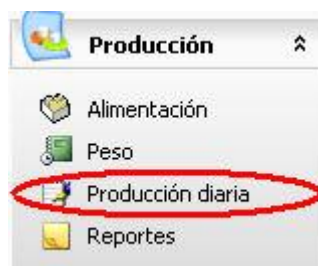 Producción
Alimentación
Peso
Producción diaria
Reportes